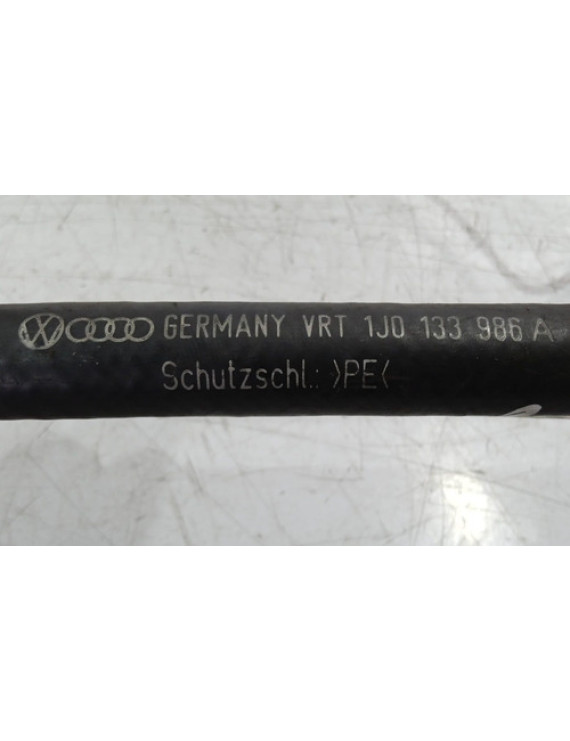 GERMANY VRT 1J0 133 986 A
Schutzschl.: >PE<